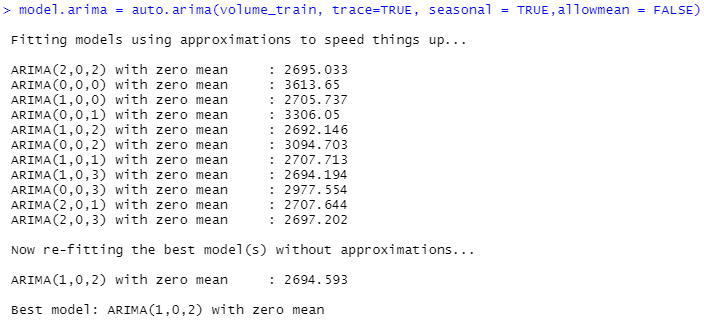 > model.arima = auto.arima(volume_train, trace=TRUE, seasonal = TRUE,allowmean = FALSE)
Fitting models using approximations to speed things up...
ARIMA(2,0,2) with zero mean     : 2695.033
ARIMA(0,0,0) with zero mean     : 3613.65
ARIMA(1,0,0) with zero mean     : 2705.737
ARIMA(0,0,1) with zero mean     : 3306.05
ARIMA(1,0,2) with zero mean     : 2692.146
ARIMA(0,0,2) with zero mean     : 3094.703
ARIMA(1,0,1) with zero mean     : 2707.713
ARIMA(1,0,3) with zero mean     : 2694.194
ARIMA(0,0,3) with zero mean     : 2977.554
ARIMA(2,0,1) with zero mean     : 2707.644
ARIMA(2,0,3) with zero mean     : 2697.202
Now re-fitting the best model(s) without approximations...
ARIMA(1,0,2) with zero mean     : 2694.593
Best model: ARIMA(1,0,2) with zero mean